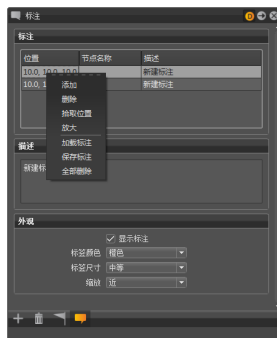 标注
标注
位置 节点名称 描述
10.0, 10.0, 10.0 新建标注
10.0, 1 新建标注
添加
删除
抽取位置
放大
加载标注
保存标注
全部删除
描述
新建标
外观
显示标注
标签颜色 橙色
标签尺寸 中等
缩放 近